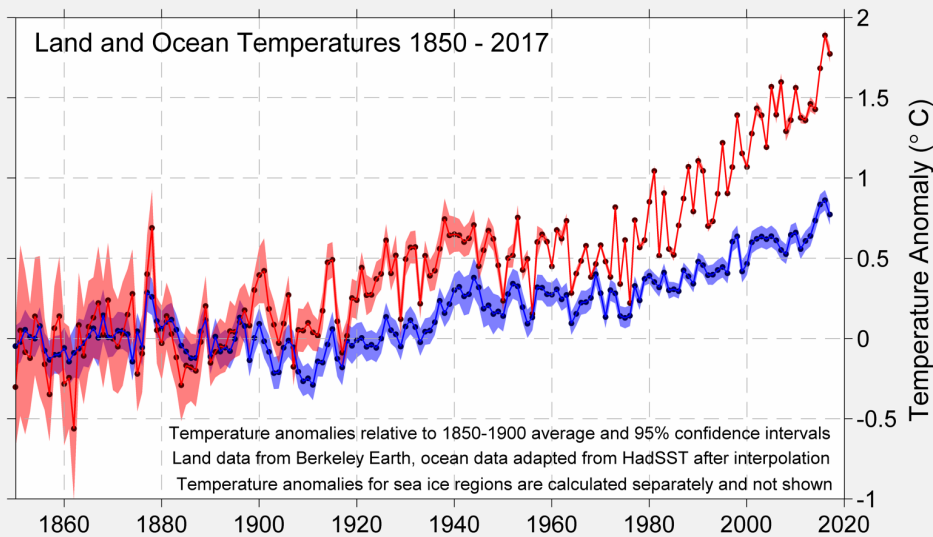 Land and Ocean Temperatures 1850 - 2017
2
1.5
1
0.5
0
-0.5
-1
Temperature Anomaly (° C)
Temperature anomalies relative to 1850-1900 average and 95% confidence intervals
Land data from Berkeley Earth, ocean data adapted from HadSST after interpolation
Temperature anomalies for sea ice regions are calculated separately and not shown
1860 1880 1900 1920 1940 1960 1980 2000 2020